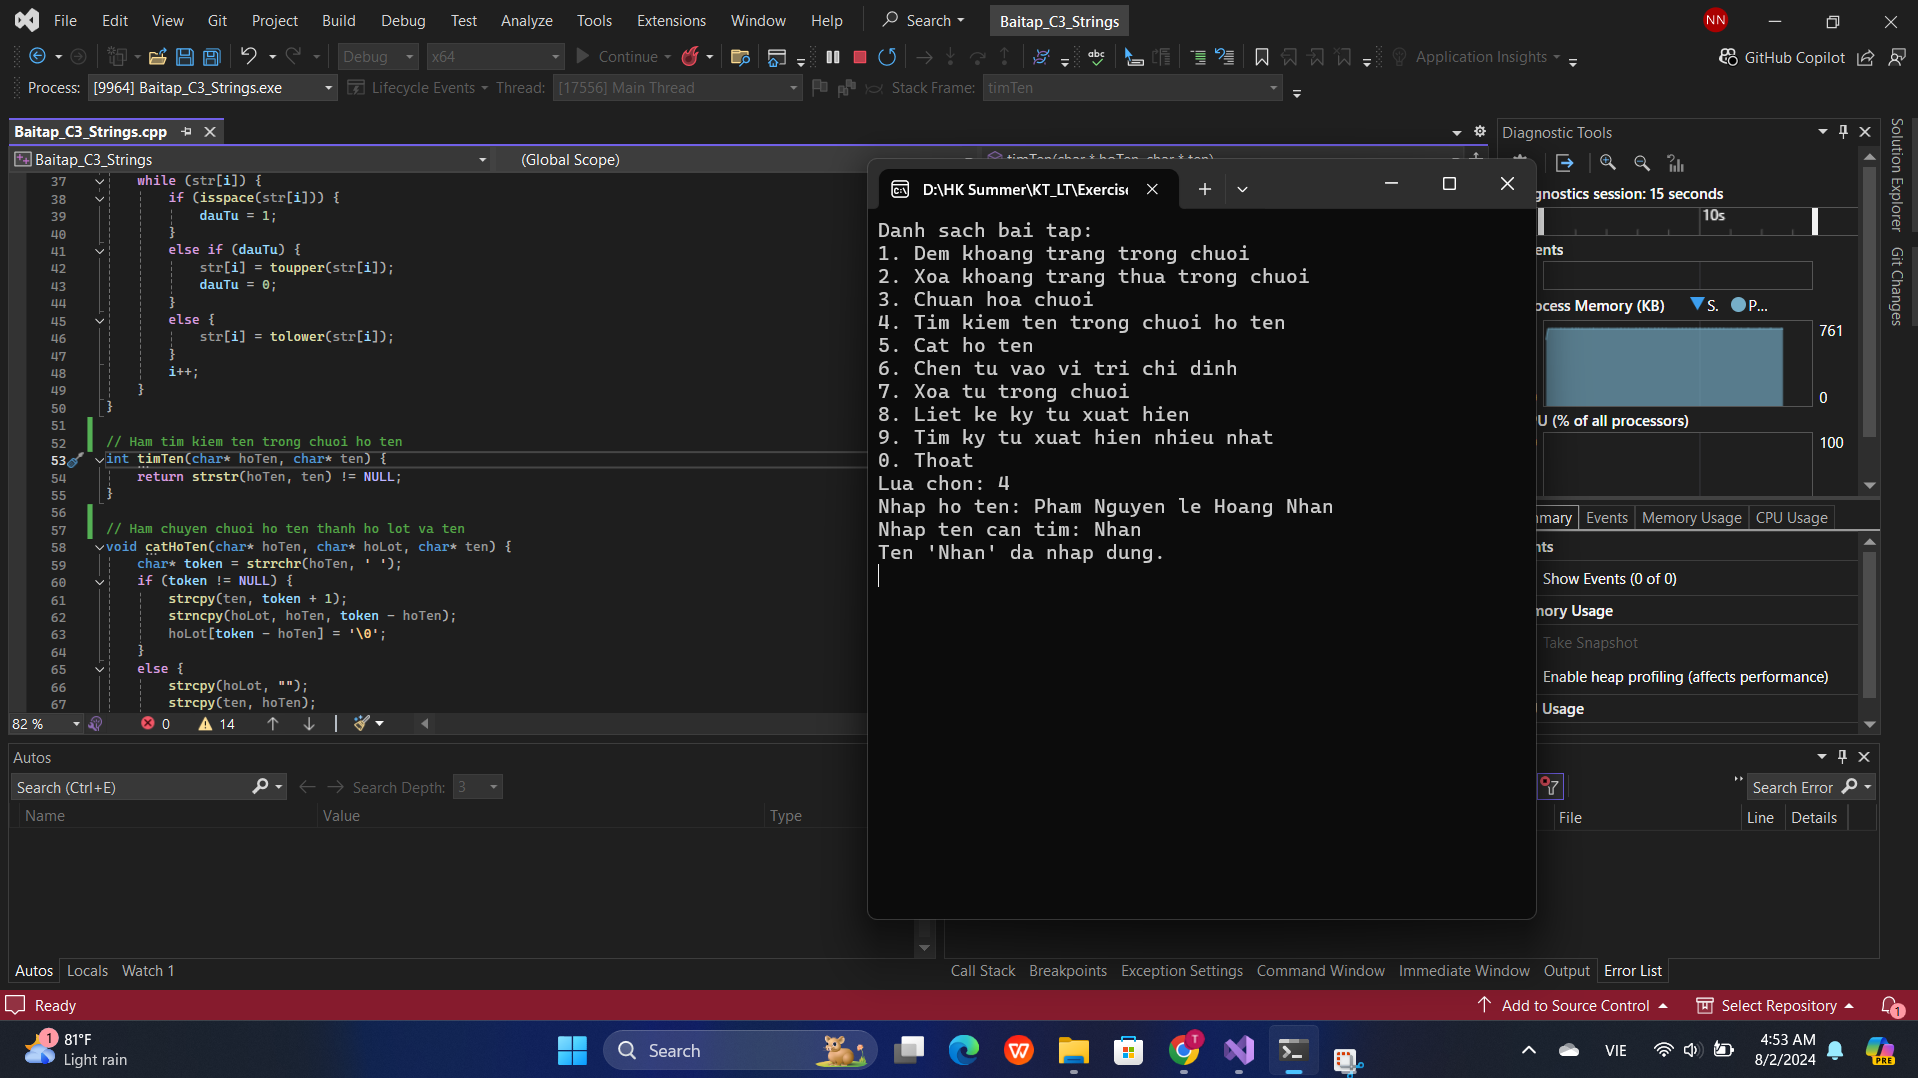 File Edit View Git Project Build Debug Test Analyze Tools Extensions Window Help Search Baitap_C3_Strings NN
Debug x64 Continue Application Insights GitHub Copilot
Process: [9964] Baitap_C3_Strings.exe Lifecycle Events Thread: [17556] Main Thread Stack Frame: timTen
Baitap_C3_Strings.cpp
Baitap_C3_Strings (Global Scope)
37 while (str[i]) {
38 if (isspace(str[i])) {
39 dauTu = 1;
40 }
41 else if (dauTu) {
42 str[i] = toupper(str[i]);
43 dauTu = 0;
44 }
45 else {
46 str[i] = tolower(str[i]);
47 }
48 i++;
49 }
50 }
51
52 // Ham tim kiem ten trong chuoi ho ten
53 int timTen(char* hoTen, char* ten) {
54 return strstr(hoTen, ten) != NULL;
55 }
56
57 // Ham chuyen chuoi ho ten thanh ho lot va ten
58 void catHoTen(char* hoTen, char* hoLot, char* ten) {
59 char* token = strrchr(hoTen, ' ');
60 if (token != NULL) {
61 strcpy(ten, token + 1);
62 strncpy(hoLot, hoTen, token - hoTen);
63 hoLot[token - hoTen] = '\0';
64 }
65 else {
66 strcpy(hoLot, "");
67 strcpy(ten, hoTen);
82 % 0 14
D:\HK Summer\KT_LT\Exercise
Danh sach bai tap:
1. Dem khoang trang trong chuoi
2. Xoa khoang trang thua trong chuoi
3. Chuan hoa chuoi
4. Tim kiem ten trong chuoi ho ten
5. Cat ho ten
6. Chen tu vao vi tri chi dinh
7. Xoa tu trong chuoi
8. Liet ke ky tu xuat hien
9. Tim ky tu xuat hien nhieu nhat
0. Thoat
Lua chon: 4
Nhap ho ten: Pham Nguyen le Hoang Nhan
Nhap ten can tim: Nhan
Ten 'Nhan' da nhap dung.
Diagnostic Tools
gnostics session: 15 seconds
10s
ents
ocess Memory (KB) S. P...
761
0
U (% of all processors)
100
mmary Events Memory Usage CPU Usage
nts
Show Events (0 of 0)
mory Usage
Take Snapshot
Enable heap profiling (affects performance)
Usage
Solution Explorer
Git Changes
Autos
Search (Ctrl+E) Search Depth: 3
Name Value Type
Search Error
File Line Details
Autos Locals Watch 1
Call Stack Breakpoints Exception Settings Command Window Immediate Window Output Error List
Ready Add to Source Control Select Repository 1
1 81°F
Light rain
Search
VIE
4:53 AM
8/2/2024
PRE